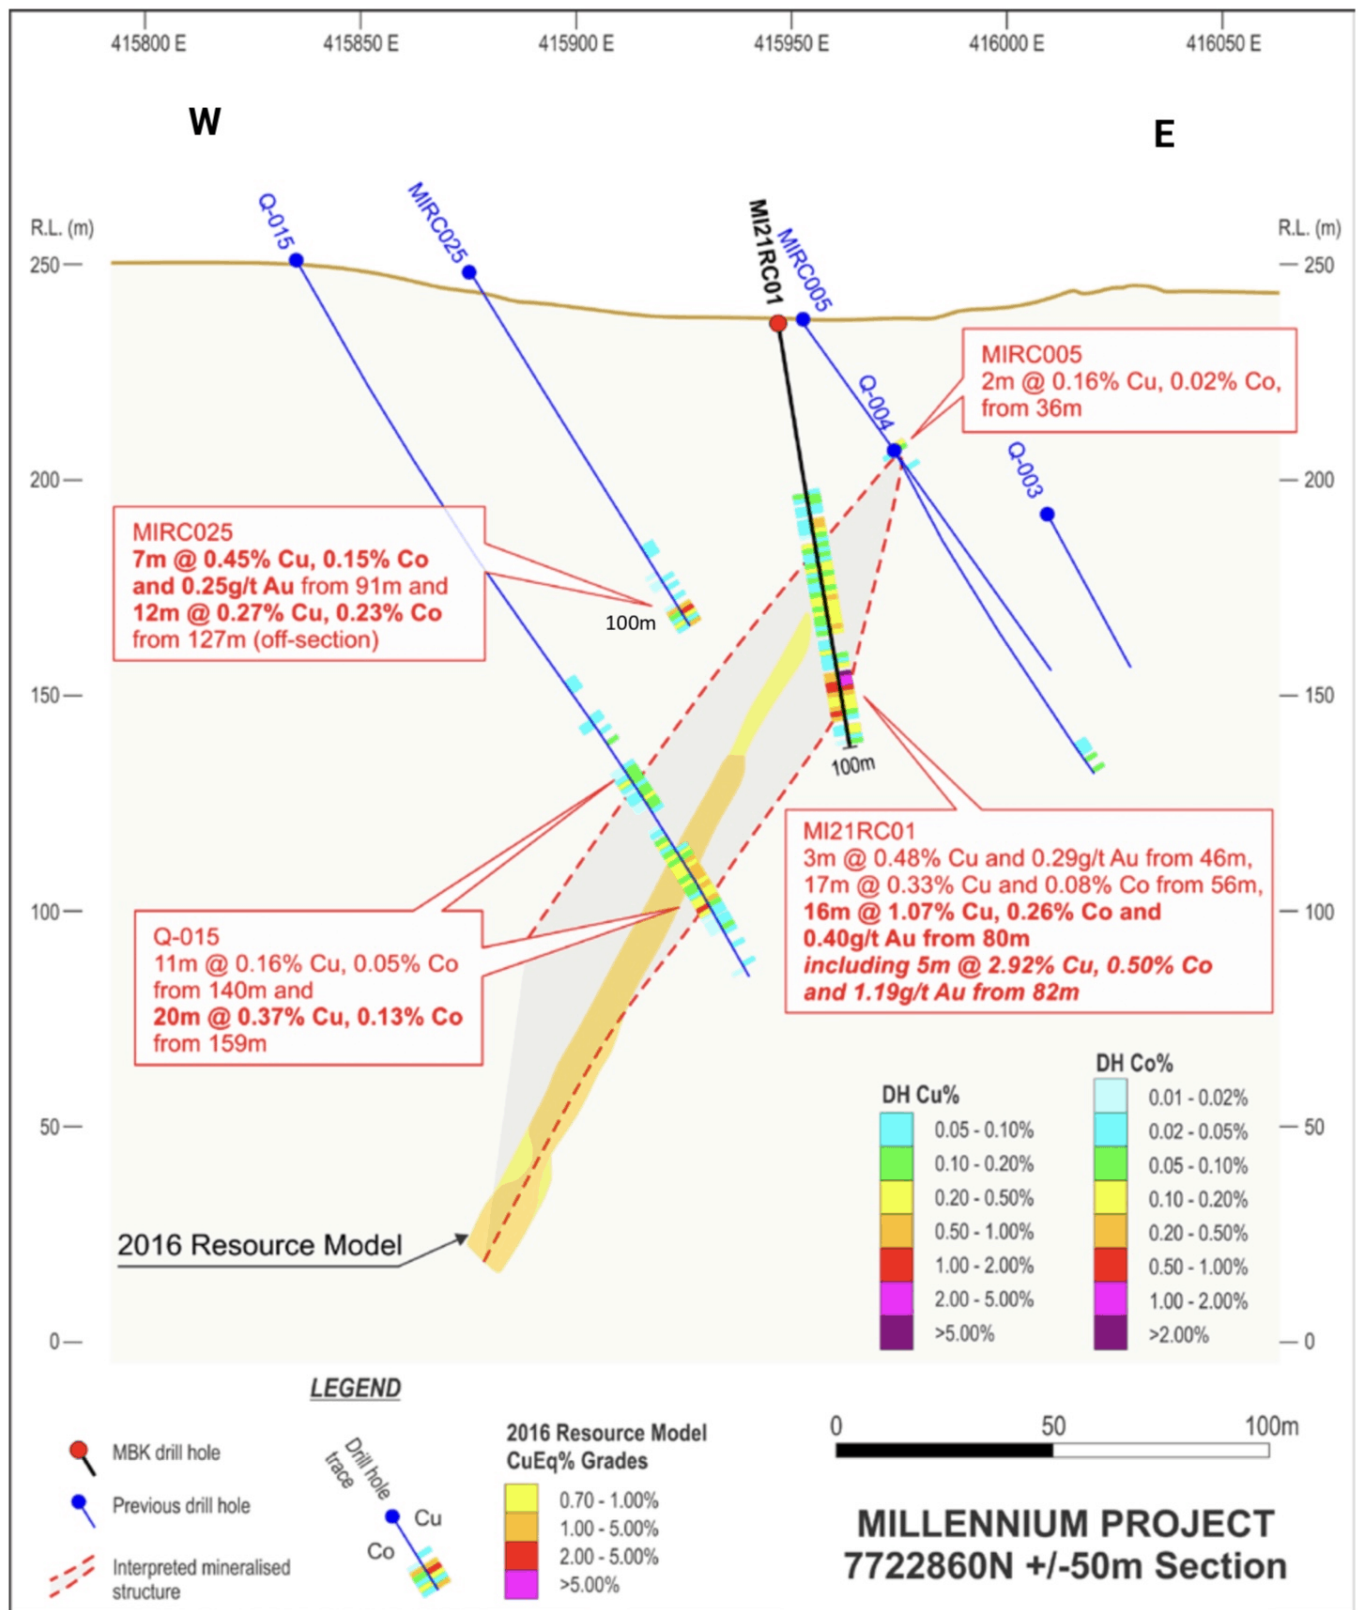 415800 E
415850 E
415900 E
415950 E
416000 E
416050 E
W
E
R.L. (m)
R.L. (m)
Q-015
MIRC025
MI21RC01
MIRC005
Q-004
Q-003
250
250
200
200
150
150
100
100
50
50
0
0
MIRC005
2m @ 0.16% Cu, 0.02% Co,
from 36m
MIRC025
7m @ 0.45% Cu, 0.15% Co
and 0.25g/t Au from 91m and
12m @ 0.27% Cu, 0.23% Co
from 127m (off-section)
100m
100m
MI21RC01
3m @ 0.48% Cu and 0.29g/t Au from 46m,
17m @ 0.33% Cu and 0.08% Co from 56m,
16m @ 1.07% Cu, 0.26% Co and
0.40g/t Au from 80m
including 5m @ 2.92% Cu, 0.50% Co
and 1.19g/t Au from 82m
Q-015
11m @ 0.16% Cu, 0.05% Co
from 140m and
20m @ 0.37% Cu, 0.13% Co
from 159m
2016 Resource Model
DH Cu%
0.05 - 0.10%
0.10 - 0.20%
0.20 - 0.50%
0.50 - 1.00%
1.00 - 2.00%
2.00 - 5.00%
>5.00%
DH Co%
0.01 - 0.02%
0.02 - 0.05%
0.05 - 0.10%
0.10 - 0.20%
0.20 - 0.50%
0.50 - 1.00%
1.00 - 2.00%
>2.00%
LEGEND
MBK drill hole
Previous drill hole
Interpreted mineralised
structure
Drill hole
trace
Cu
Co
2016 Resource Model
CuEq% Grades
0.70 - 1.00%
1.00 - 5.00%
2.00 - 5.00%
>5.00%
0 50 100m
MILLENNIUM PROJECT
7722860N +/-50m Section